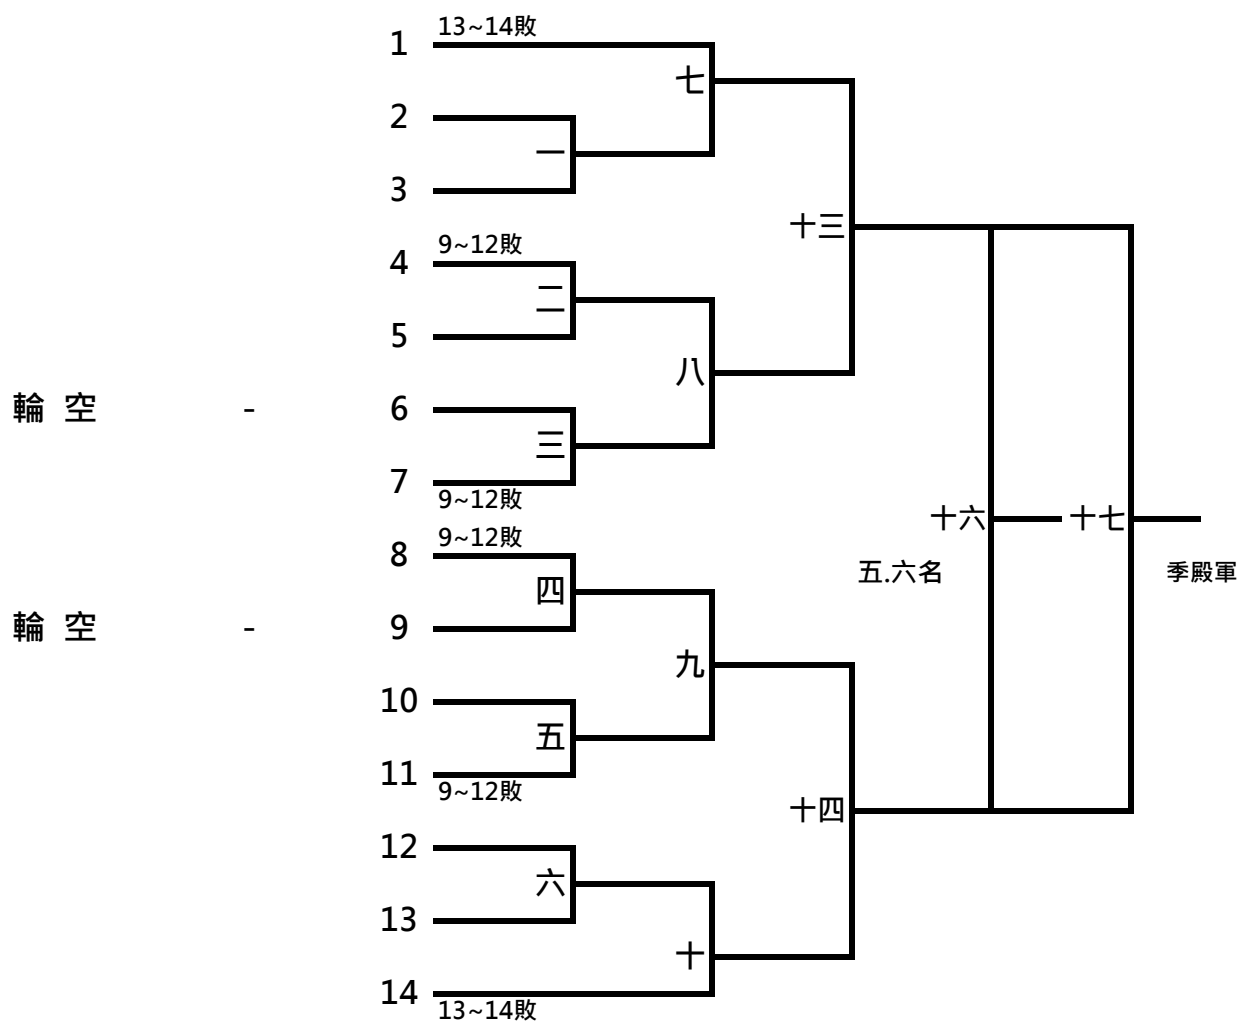 13~14敗
1
七
2
一
3
十三
9~12敗
4
二
5
八
輪 空 - 6
三
7
9~12敗
十六 十七
9~12敗
8
五.六名 季殿軍
四
輪 空 - 9
九
10
五
11
9~12敗
十四
12
六
13
十
14
13~14敗